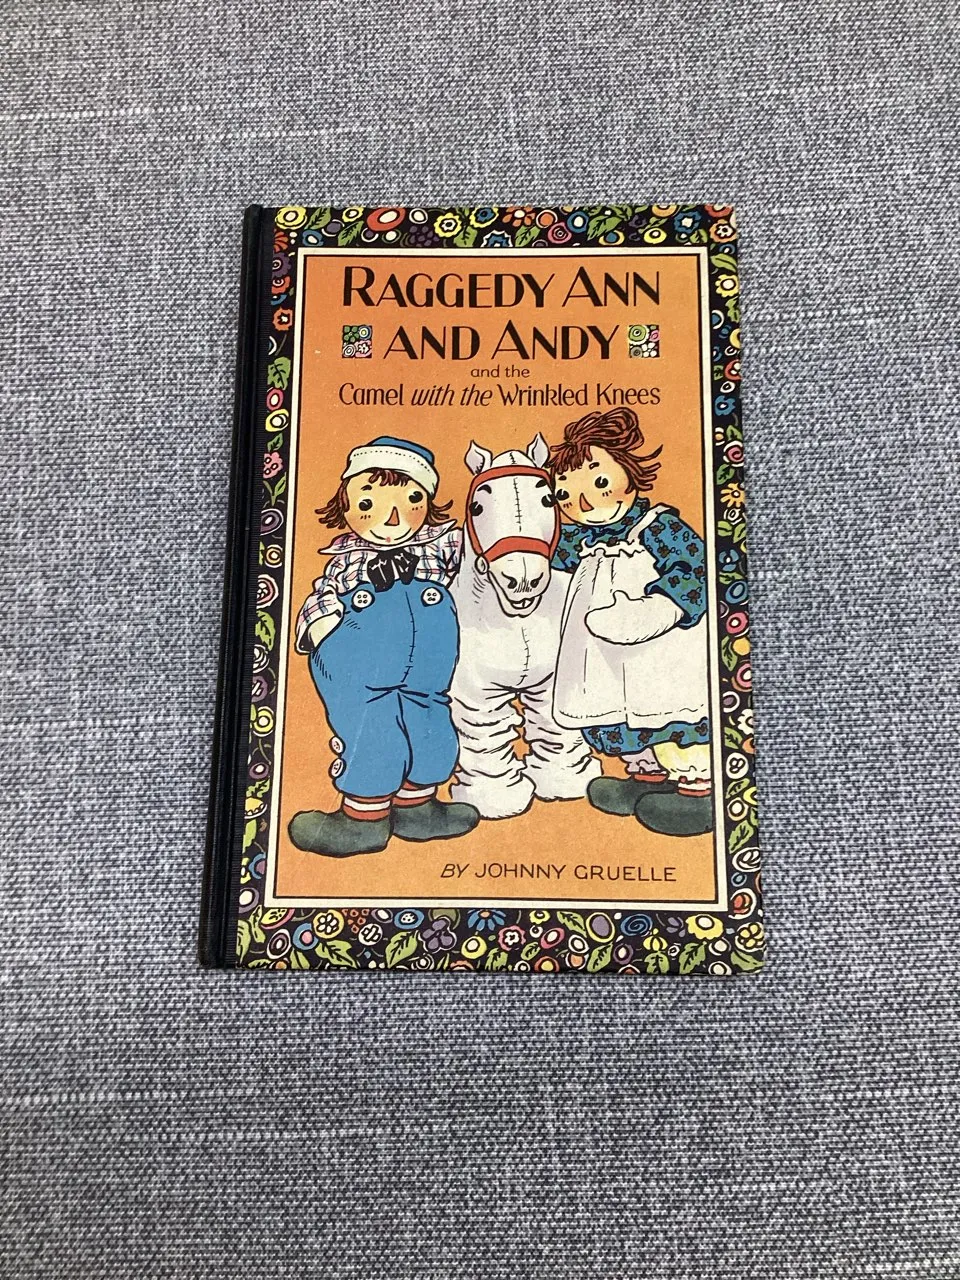 RAGGEDY ANN
AND ANDY
and the
Camel with the Wrinkled Knees
BY JOHNNY GRUELLE